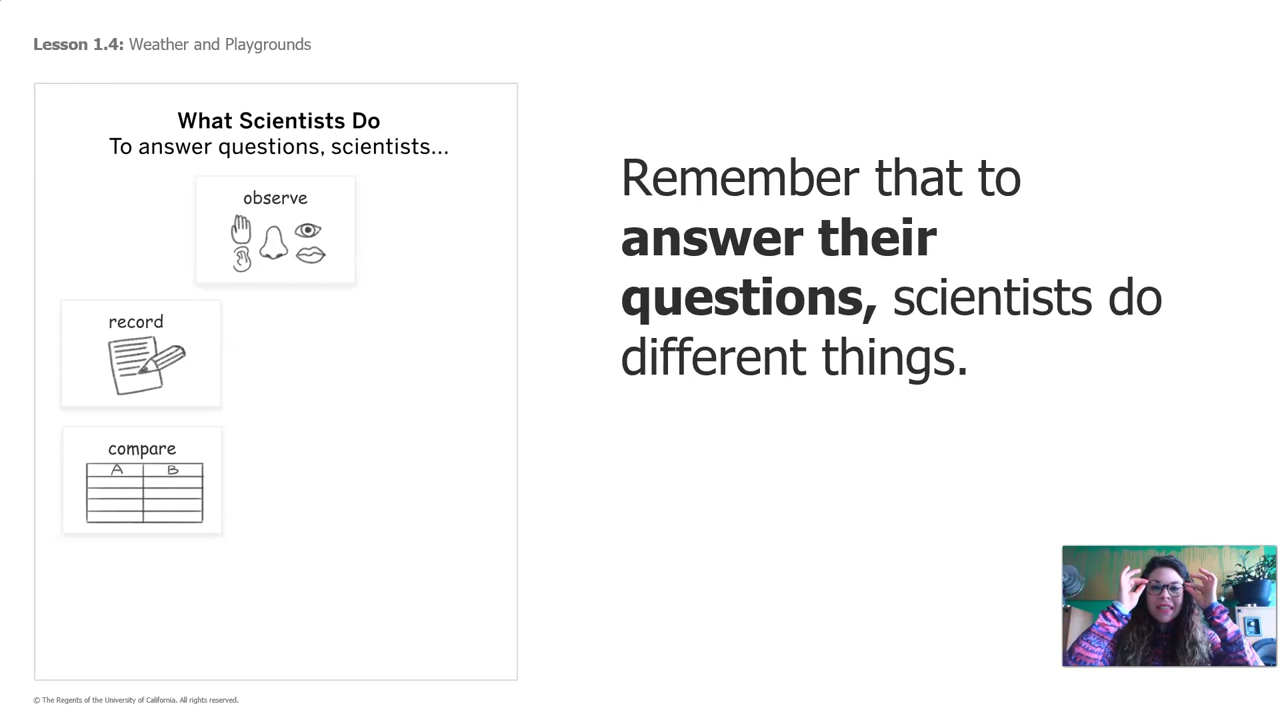 Lesson 1.4: Weather and Playgrounds
What Scientists Do
To answer questions, scientists...
observe
record
compare
A B
Remember that to
answer their
questions, scientists do
different things.
© The Regents of the University of California. All rights reserved.